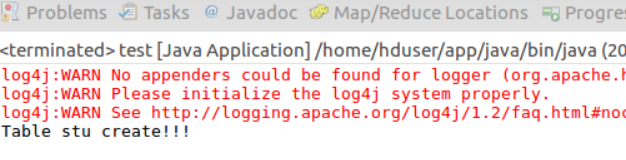 Problems Tasks @ Javadoc Map/Reduce Locations Progres
<terminated> test [Java Application] /home/hduser/app/java/bin/java (20
log4j:WARN No appenders could be found for logger (org.apache.h
log4j:WARN Please initialize the log4j system properly.
log4j:WARN See http://logging.apache.org/log4j/1.2/faq.html#noc
Table stu create!!!